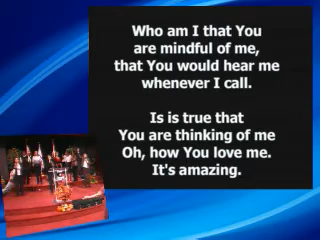 Who am I that You
are mindful of me,
that You would hear me
whenever I call.
Is is true that
You are thinking of me
Oh, how You love me.
It's amazing.